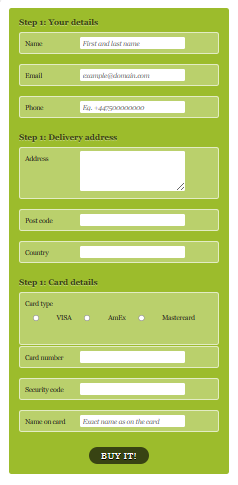 Step 1: Your details
Name First and last name
Email example@domain.com
Phone Eg. +447500000000
Step 1: Delivery address
Address
Post code
Country
Step 1: Card details
Card type
VISA AmEx Mastercard
Card number
Security code
Name on card Exact name as on the card
BUY IT!